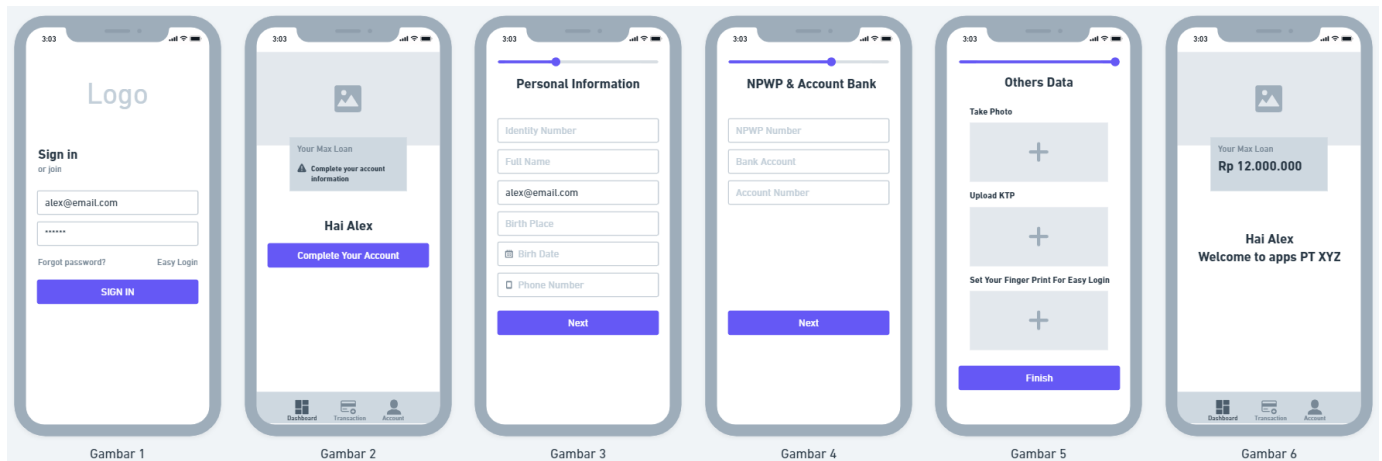 3:03
Logo
Sign in
or join
alex@email.com
******
Forgot password?
Easy Login
SIGN IN
Gambar 1
3:03
Your Max Loan
Complete your account
information
Hai Alex
Complete Your Account
Dashboard
Transaction
Account
Gambar 2
3:03
Personal Information
Identity Number
Full Name
alex@email.com
Birth Place
Birh Date
Phone Number
Next
Gambar 3
3:03
NPWP & Account Bank
NPWP Number
Bank Account
Account Number
Next
Gambar 4
3:03
Others Data
Take Photo
Upload KTP
Set Your Finger Print For Easy Login
Finish
Gambar 5
3:03
Your Max Loan
Rp 12.000.000
Hai Alex
Welcome to apps PT XYZ
Dashboard
Transaction
Account
Gambar 6